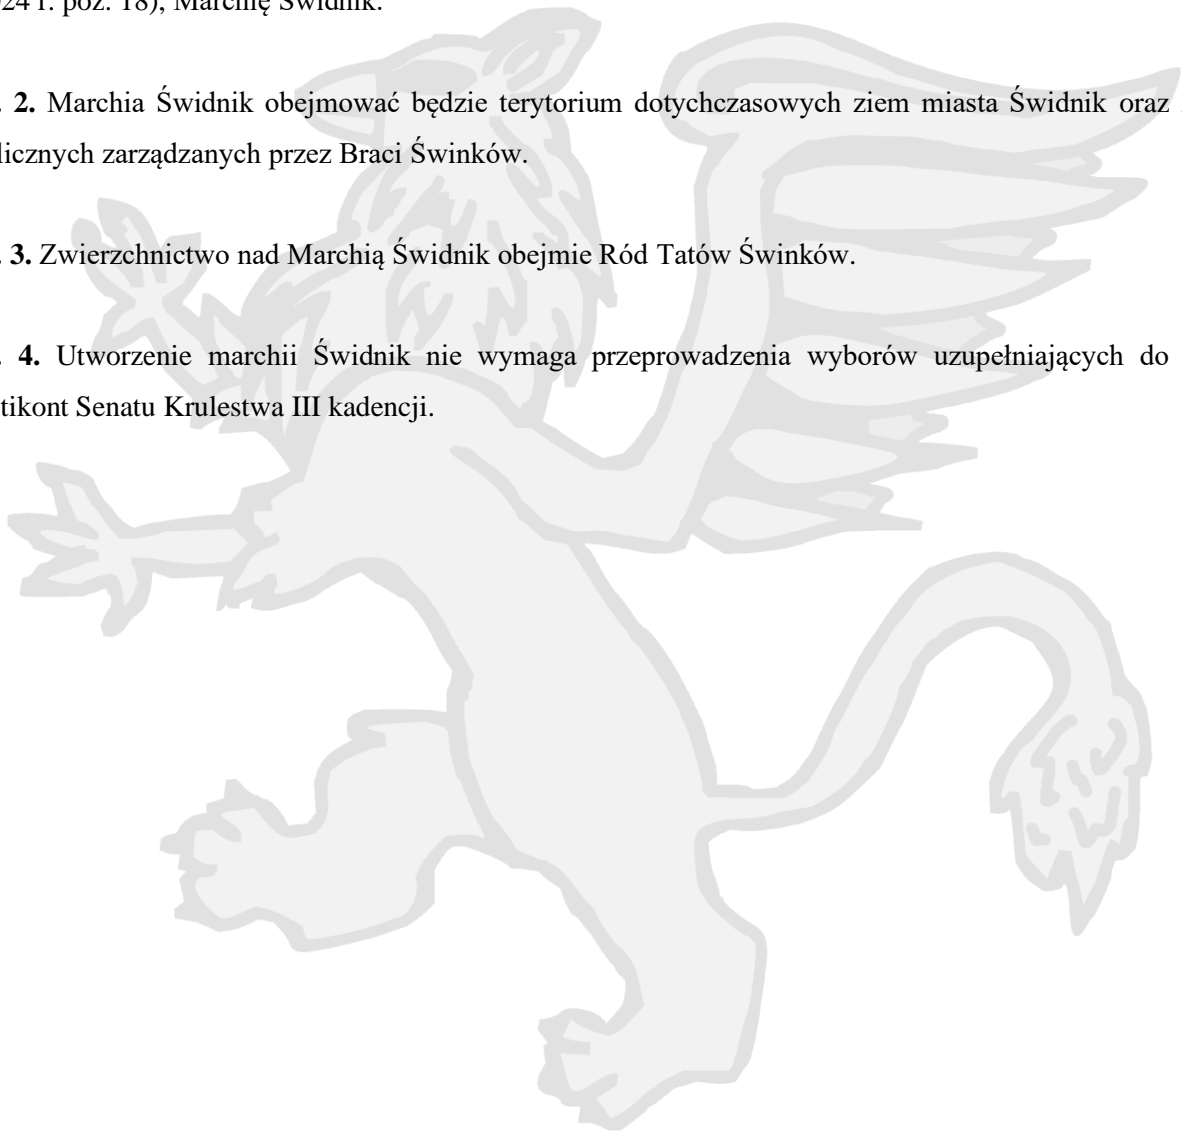 24 r. poz. 18), Marchię Świdnik.
2. Marchia Świdnik obejmować będzie terytorium dotychczasowych ziem miasta Świdnik oraz
licznych zarządzanych przez Braci Świnków.
3. Zwierzchnictwo nad Marchią Świdnik obejmie Ród Tatów Świnków.
4. Utworzenie marchii Świdnik nie wymaga przeprowadzenia wyborów uzupełniających do
tikont Senatu Krulestwa III kadencji.